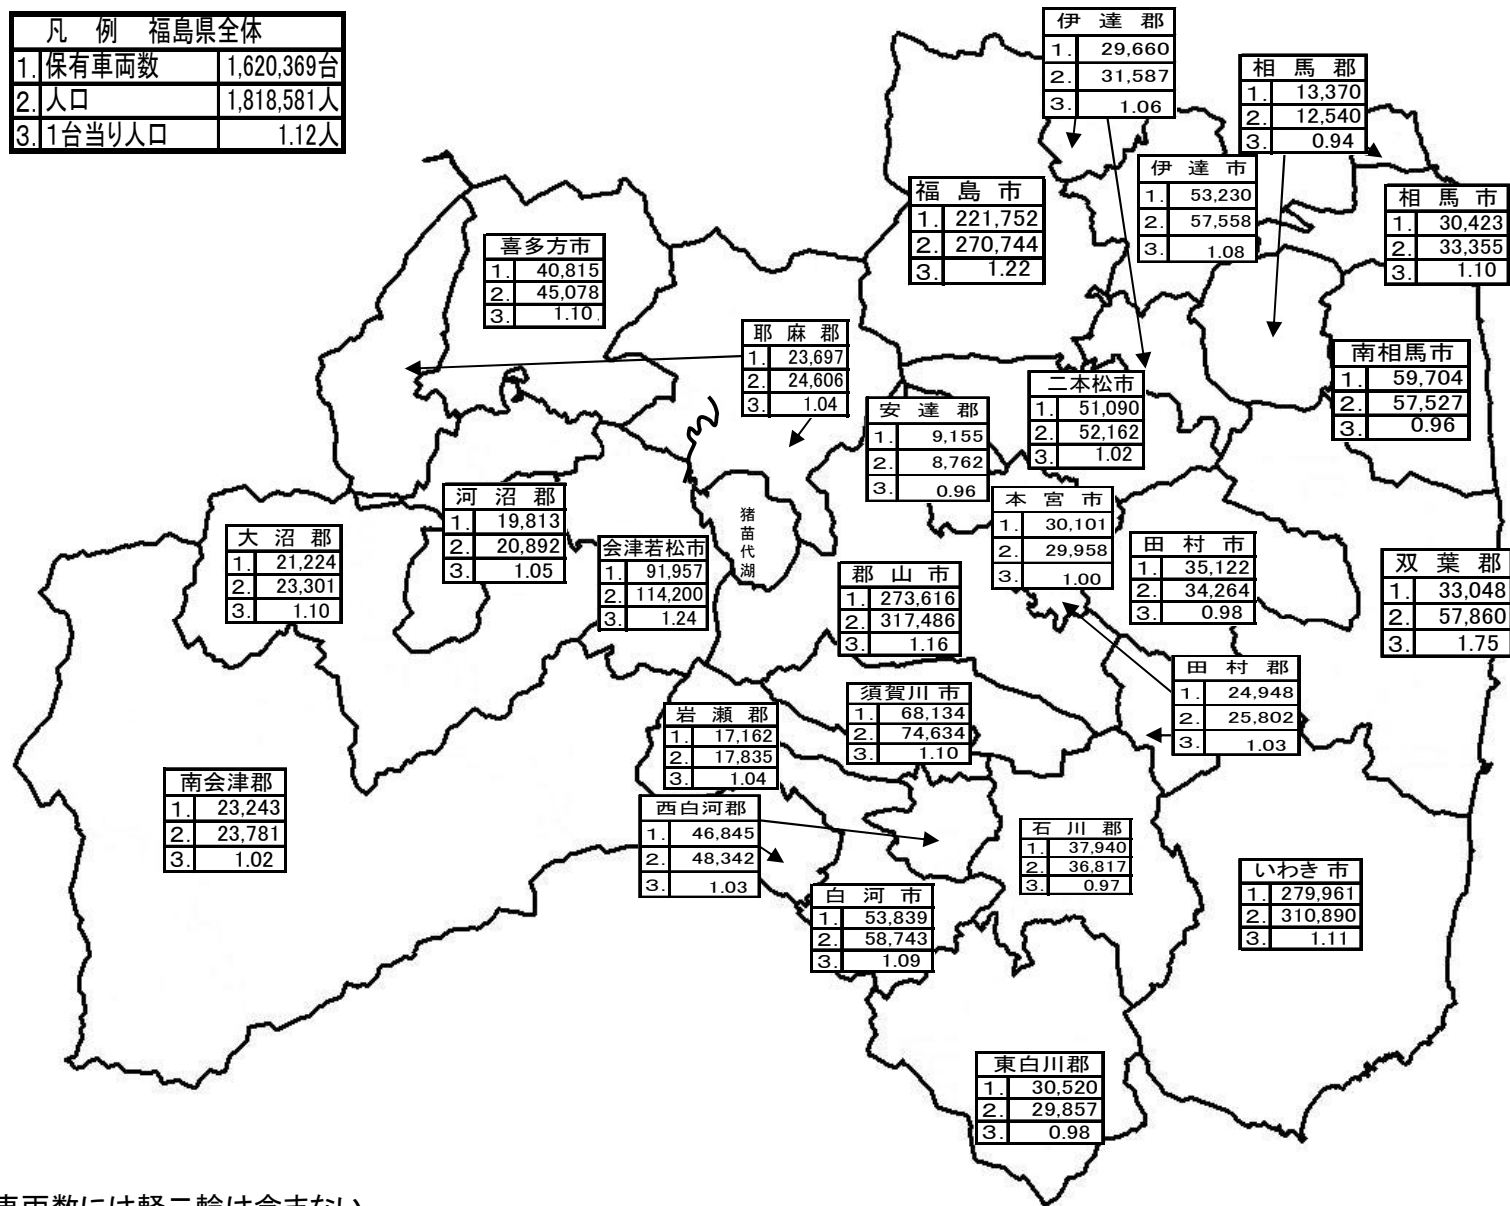 凡 例 福島県全体
1. 保有車両数 1,620,369台
2. 人口 1,818,581人
3. 1台当り人口 1.12人
伊達郡
1. 29,660
2. 31,587
3. 1.06
相馬郡
1. 13,370
2. 12,540
3. 0.94
伊達市
1. 53,230
2. 57,558
3. 1.08
福島市
1. 221,752
2. 270,744
3. 1.22
相馬市
1. 30,423
2. 33,355
3. 1.10
喜多方市
1. 40,815
2. 45,078
3. 1.10
耶麻郡
1. 23,697
2. 24,606
3. 1.04
南相馬市
1. 59,704
2. 57,527
3. 0.96
二本松市
1. 51,090
2. 52,162
3. 1.02
安達郡
1. 9,155
2. 8,762
3. 0.96
河沼郡
1. 19,813
2. 20,892
3. 1.05
本宮市
1. 30,101
2. 29,958
3. 1.00
猪苗代湖
大沼郡
1. 21,224
2. 23,301
3. 1.10
会津若松市
1. 91,957
2. 114,200
3. 1.24
田村市
1. 35,122
2. 34,264
3. 0.98
双葉郡
1. 33,048
2. 57,860
3. 1.75
郡山市
1. 273,616
2. 317,486
3. 1.16
田村郡
1. 24,948
2. 25,802
3. 1.03
須賀川市
1. 68,134
2. 74,634
3. 1.10
岩瀬郡
1. 17,162
2. 17,835
3. 1.04
南会津郡
1. 23,243
2. 23,781
3. 1.02
西白河郡
1. 46,845
2. 48,342
3. 1.03
石川郡
1. 37,940
2. 36,817
3. 0.97
いわき市
1. 279,961
2. 310,890
3. 1.11
白河市
1. 53,839
2. 58,743
3. 1.09
東白川郡
1. 30,520
2. 29,857
3. 0.98
車両数には軽二輪は含まない